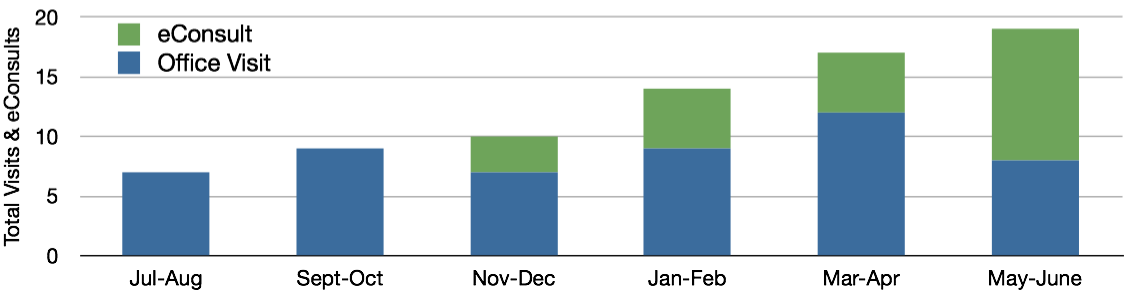 Total Visits & eConsults
20
15
10
5
0
eConsult
Office Visit
Jul-Aug Sept-Oct Nov-Dec Jan-Feb Mar-Apr May-June